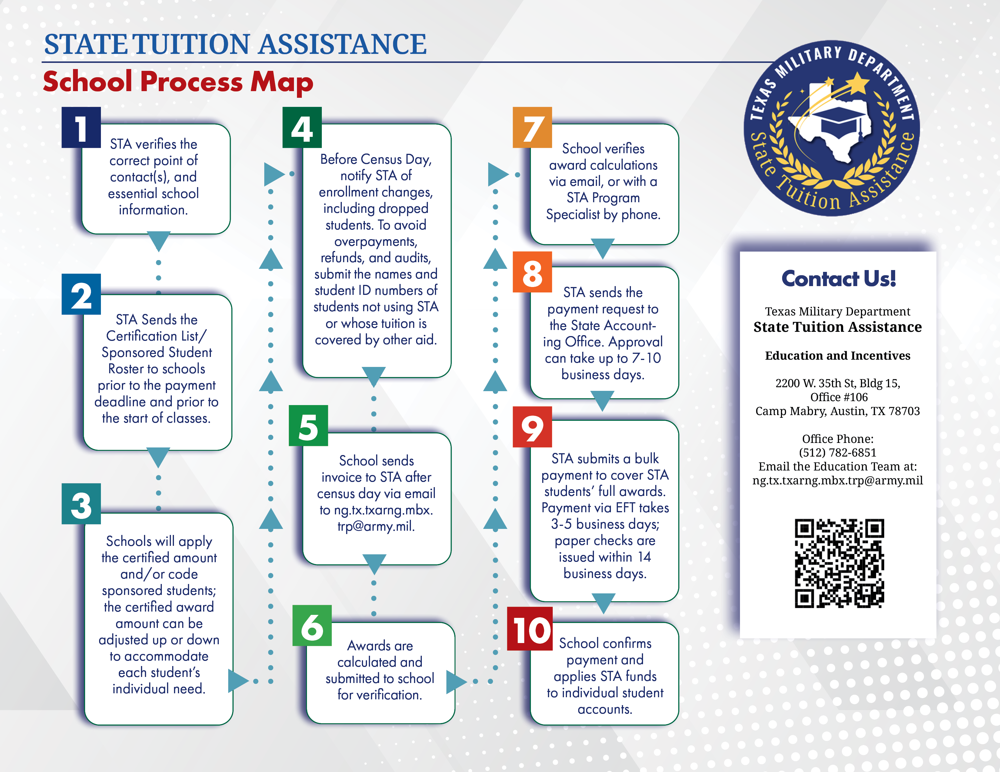 STATE TUITION ASSISTANCE
School Process Map
1
STA verifies the
correct point of
contact(s), and
essential school
information.
2
STA Sends the
Certification List/
Sponsored Student
Roster to schools
prior to the payment
deadline and prior to
the start of classes.
3
Schools will apply
the certified amount
and/or code
sponsored students;
the certified award
amount can be
adjusted up or down
to accommodate
each student’s
individual need.
4
Before Census Day,
notify STA of
enrollment changes,
including dropped
students. To avoid
overpayments,
refunds, and audits,
submit the names and
student ID numbers of
students not using STA
or whose tuition is
covered by other aid.
5
School sends
invoice to STA after
census day via email
to ng.tx.txarng.mbx.
trp@army.mil.
6
Awards are
calculated and
submitted to school
for verification.
7
School verifies
award calculations
via email, or with a
STA Program
Specialist by phone.
8
STA sends the
payment request to
the State Account-
ing Office. Approval
can take up to 7-10
business days.
9
STA submits a bulk
payment to cover STA
students’ full awards.
Payment via EFT takes
3-5 business days;
paper checks are
issued within 14
business days.
10
School confirms
payment and
applies STA funds
to individual student
accounts.
TEXAS MILITARY DEPARTMENT
State Tuition Assistance
Contact Us!
Texas Military Department
State Tuition Assistance
Education and Incentives
2200 W. 35th St, Bldg 15,
Office #106
Camp Mabry, Austin, TX 78703
Office Phone:
(512) 782-6851
Email the Education Team at:
ng.tx.txarng.mbx.trp@army.mil